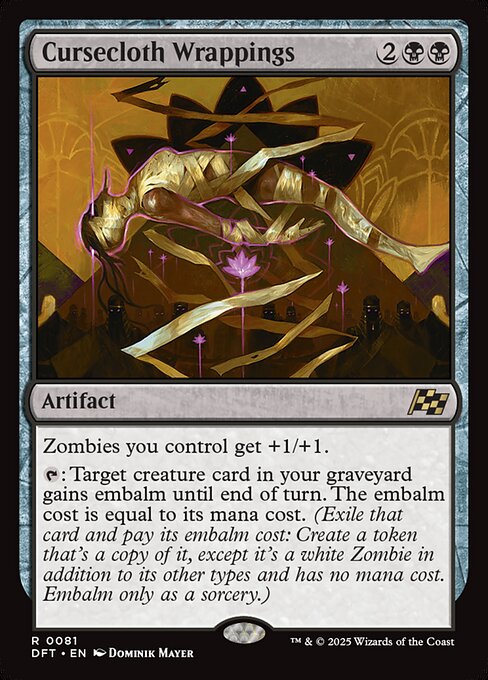 Cursecloth Wrappings 2
Artifact
Zombies you control get +1/+1.
: Target creature card in your graveyard
gains embalm until end of turn. The embalm
cost is equal to its mana cost. (Exile that
card and pay its embalm cost: Create a token
that's a copy of it, except it's a white Zombie in
addition to its other types and has no mana cost.
Embalm only as a sorcery.)
R 0081
DFT • EN DOMINIK MAYER
™ & © 2025 Wizards of the Coast